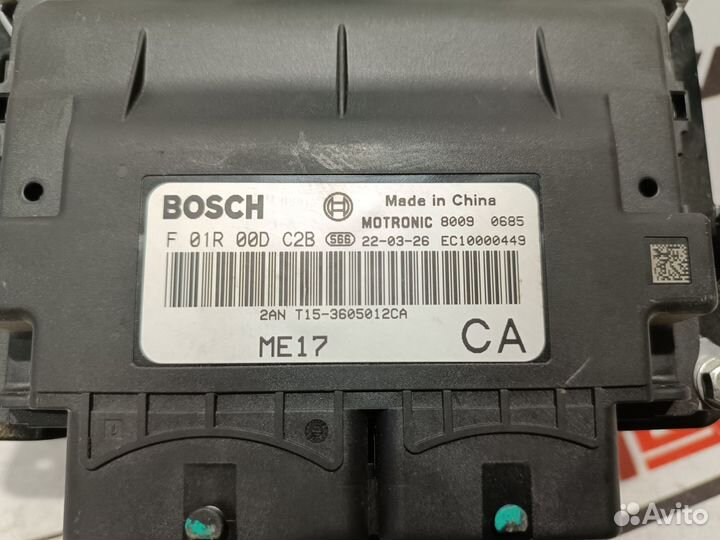 BOSCH
Made in China
MOTRONIC 8009 0685
F 01R 00D C2B 566 22-03-26 EC10000449
2AN T15-3605012CA
ME17
CA
Avito